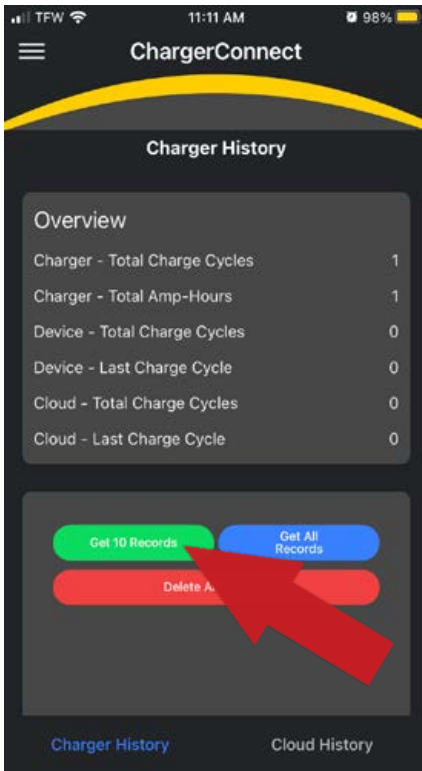 TFW 11:11 AM 98%
ChargerConnect
Charger History
Overview
Charger - Total Charge Cycles 1
Charger - Total Amp-Hours 1
Device - Total Charge Cycles 0
Device - Last Charge Cycle 0
Cloud - Total Charge Cycles 0
Cloud - Last Charge Cycle 0
Get 10 Records
Get All
Records
Delete
Charger History Cloud History